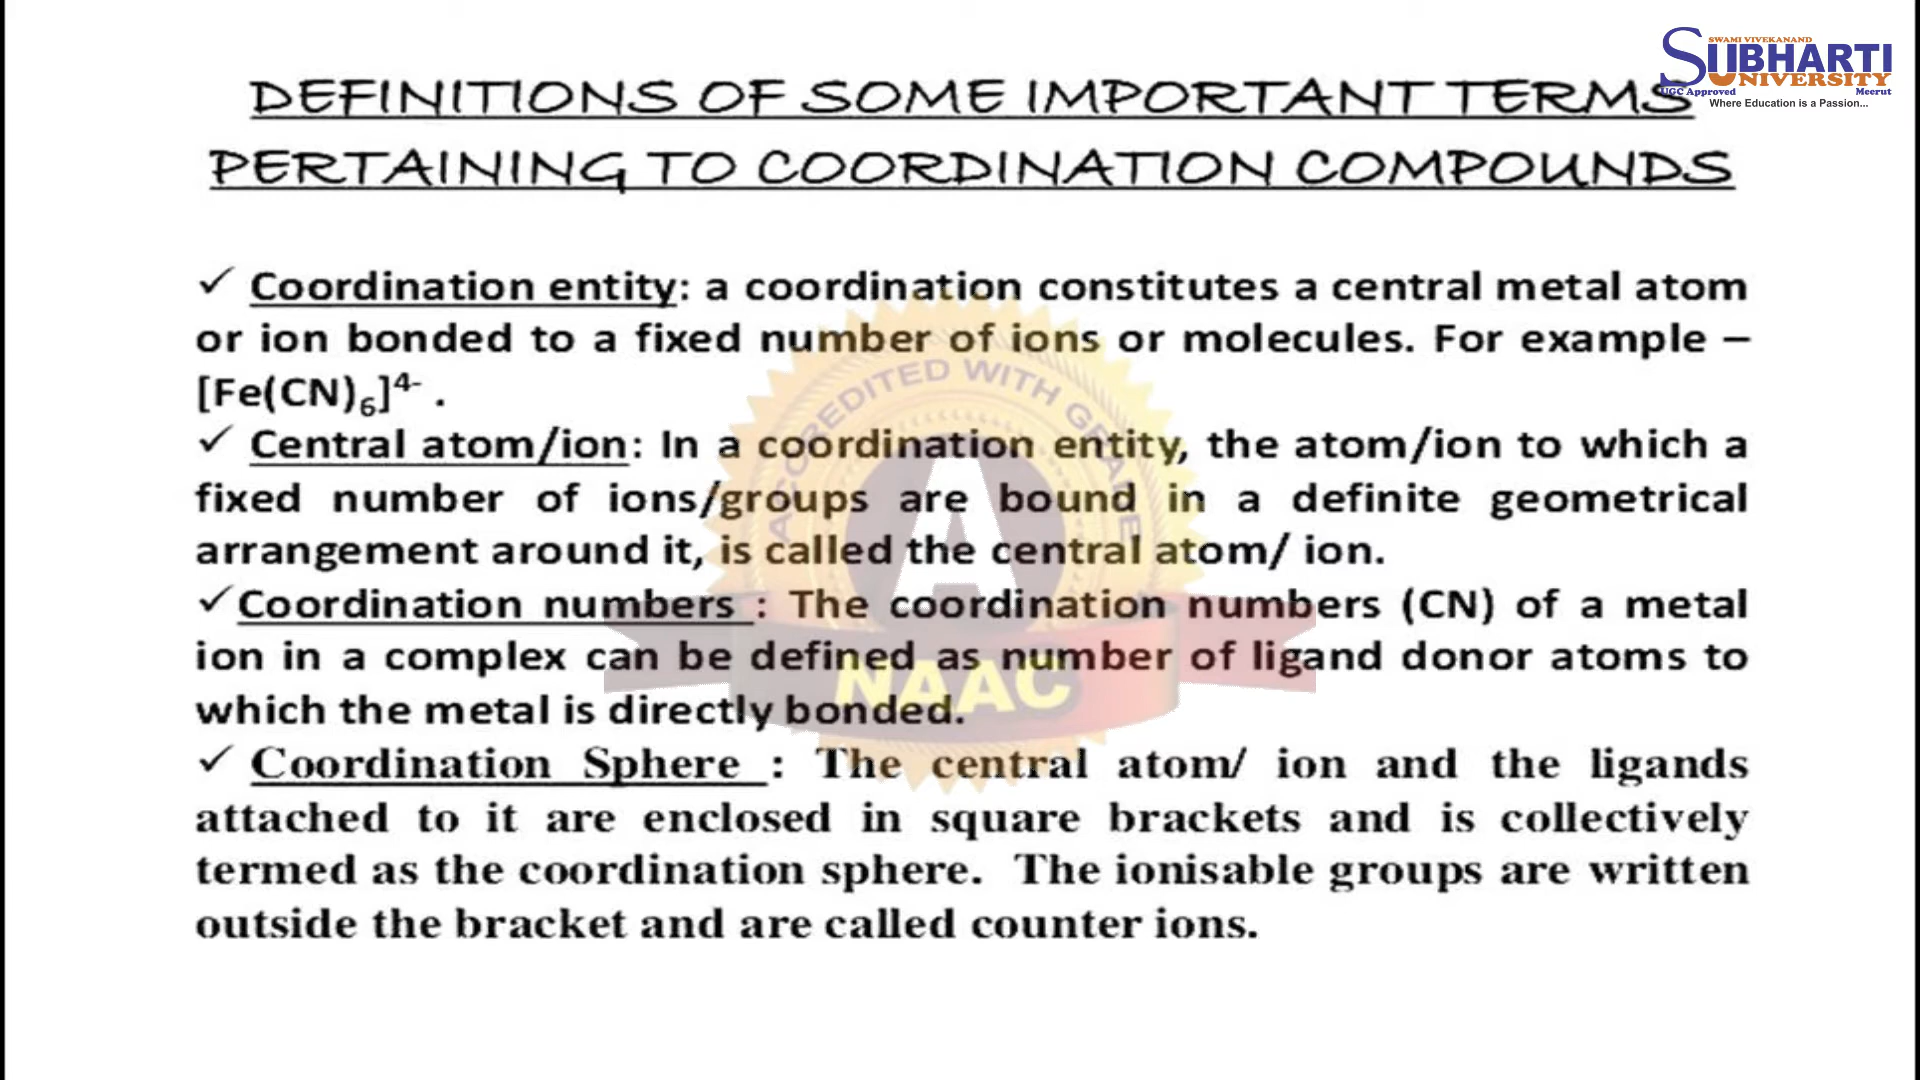 SWAMI VIVEKANAND
SUBHARTI
UNIVERSITY
UGC Approved Meerut
Where Education is a Passion...
DEFINITIONS OF SOME IMPORTANT TERMS
PERTAINING TO COORDINATION COMPOUNDS
✓ Coordination entity: a coordination constitutes a central metal atom
or ion bonded to a fixed number of ions or molecules. For example –
[Fe(CN)₆]⁴⁻ .
✓ Central atom/ion: In a coordination entity, the atom/ion to which a
fixed number of ions/groups are bound in a definite geometrical
arrangement around it, is called the central atom/ ion.
✓Coordination numbers : The coordination numbers (CN) of a metal
ion in a complex can be defined as number of ligand donor atoms to
which the metal is directly bonded.
✓ Coordination Sphere : The central atom/ ion and the ligands
attached to it are enclosed in square brackets and is collectively
termed as the coordination sphere. The ionisable groups are written
outside the bracket and are called counter ions.
ACCREDITED WITH GRADE
A
NAAC